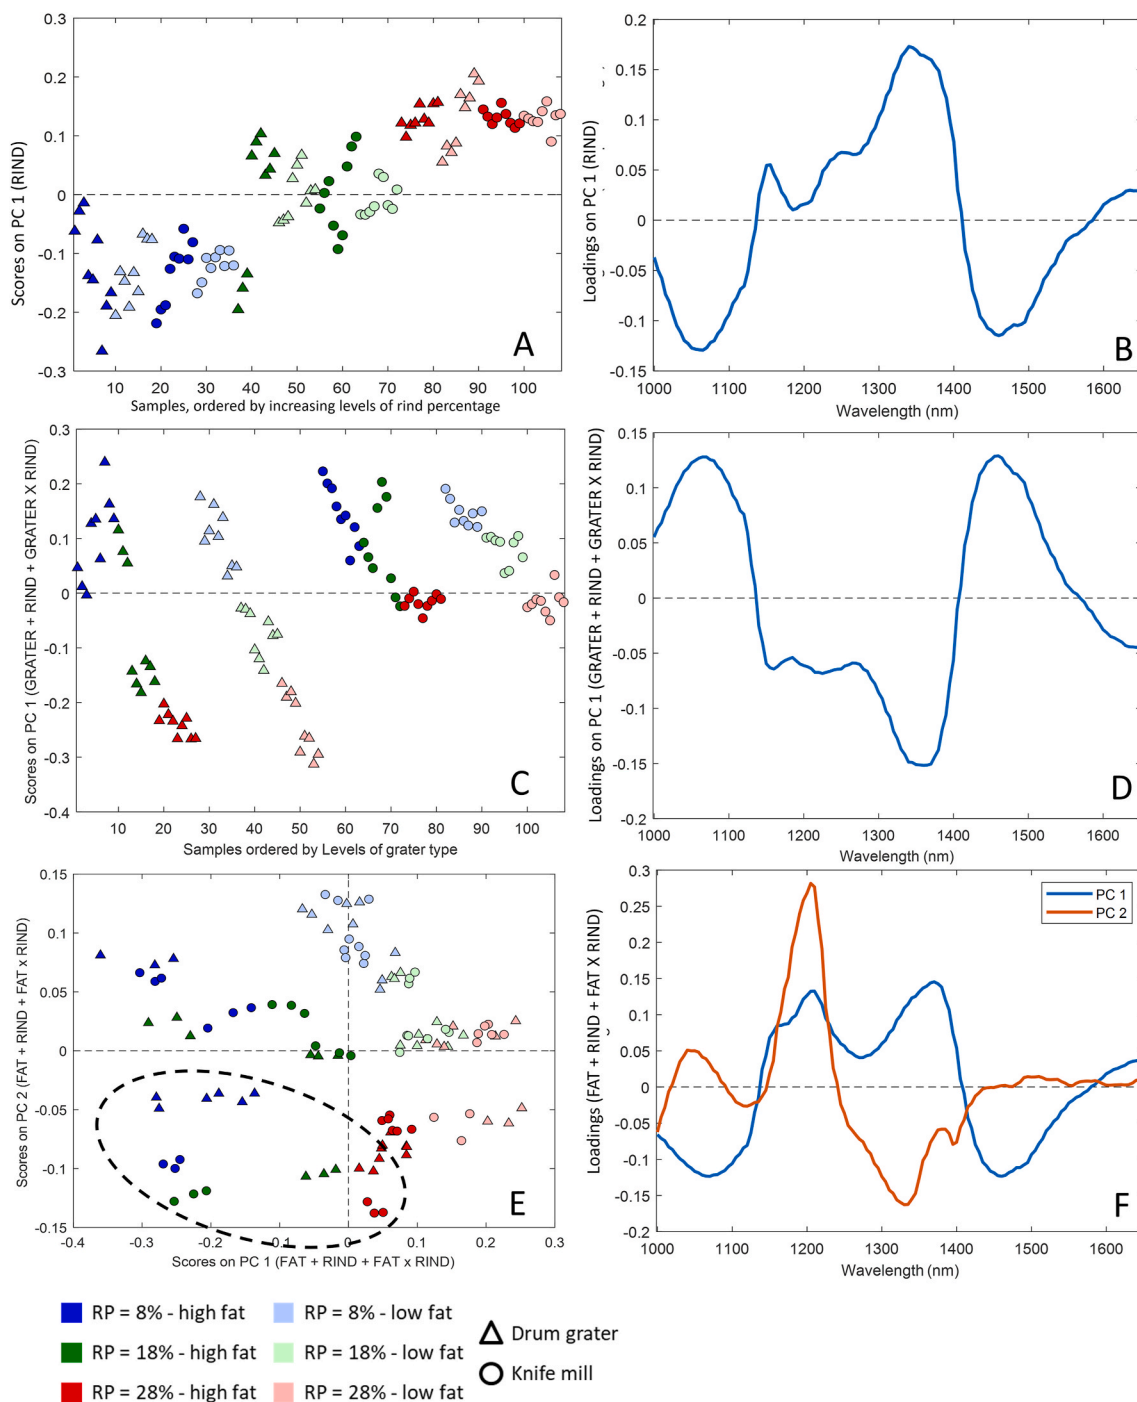 Scores on PC 1 (RIND)
0.3
0.2
0.1
0
-0.1
-0.2
-0.3
10 20 30 40 50 60 70 80 90 100
Samples, ordered by increasing levels of rind percentage
A
Loadings on PC 1 (RIND)
0.2
0.15
0.1
0.05
0
-0.05
-0.1
-0.15
1000 1100 1200 1300 1400 1500 1600
Wavelength (nm)
B
Scores on PC 1 (GRATER + RIND + GRATER X RIND)
0.3
0.2
0.1
0
-0.1
-0.2
-0.3
-0.4
10 20 30 40 50 60 70 80 90 100
Samples ordered by Levels of grater type
C
Loadings on PC 1 (GRATER + RIND + GRATER X RIND)
0.15
0.1
0.05
0
-0.05
-0.1
-0.15
-0.2
1000 1100 1200 1300 1400 1500 1600
Wavelength (nm)
D
Scores on PC 2 (FAT + RIND + FAT x RIND)
0.15
0.1
0.05
0
-0.05
-0.1
-0.15
-0.4 -0.3 -0.2 -0.1 0 0.1 0.2 0.3
Scores on PC 1 (FAT + RIND + FAT x RIND)
E
Loadings (FAT + RIND + FAT X RIND)
0.3
0.25
0.2
0.15
0.1
0.05
0
-0.05
-0.1
-0.15
-0.2
1000 1100 1200 1300 1400 1500 1600
Wavelength (nm)
PC 1
PC 2
F
RP = 8% - high fat
RP = 8% - low fat
RP = 18% - high fat
RP = 18% - low fat
RP = 28% - high fat
RP = 28% - low fat
Drum grater
Knife mill